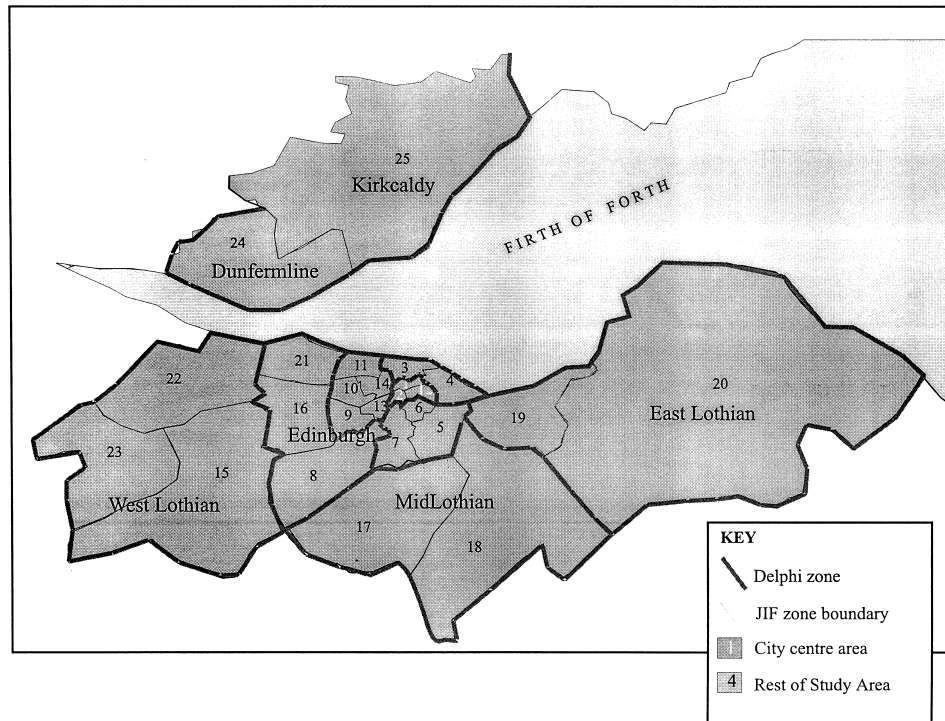 25
Kirkcaldy
FIRTH OF FORTH
24
Dunfermline
21
11
3
22
10
1
14
4
20
16
9
13
6
19
East Lothian
Edinburgh
7
5
23
15
8
West Lothian
MidLothian
17
18
KEY
Delphi zone
JIF zone boundary
1 City centre area
4 Rest of Study Area